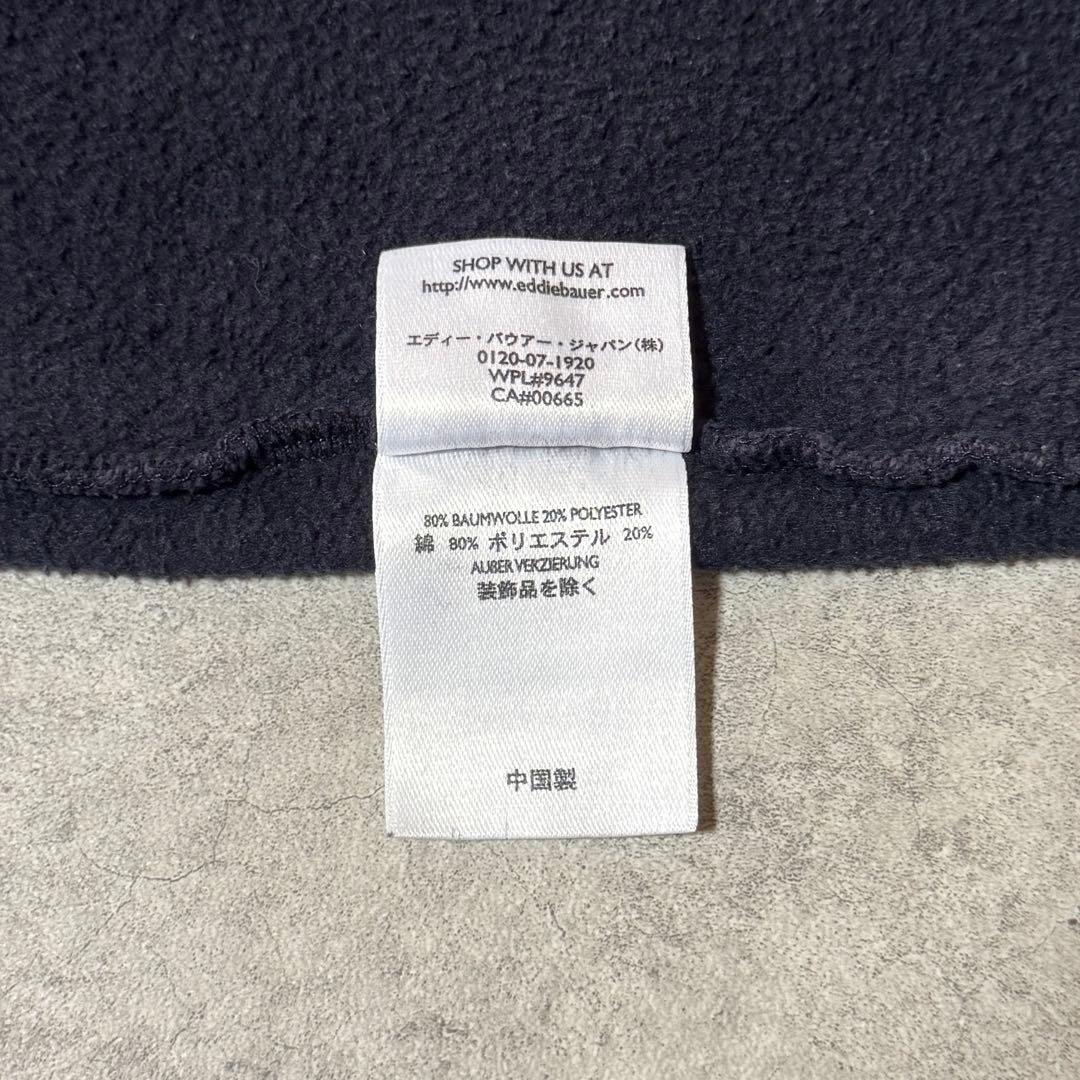 SHOP WITH US AT
http://www.eddiebauer.com
エディー・バウアー・ジャパン(株)
0120-07-1920
WPL#9647
CA#00665
80% BAUMWOLLE 20% POLYESTER
綿 80% ポリエステル 20%
AUßER VERZIERUNG
装飾品を除く
中国製